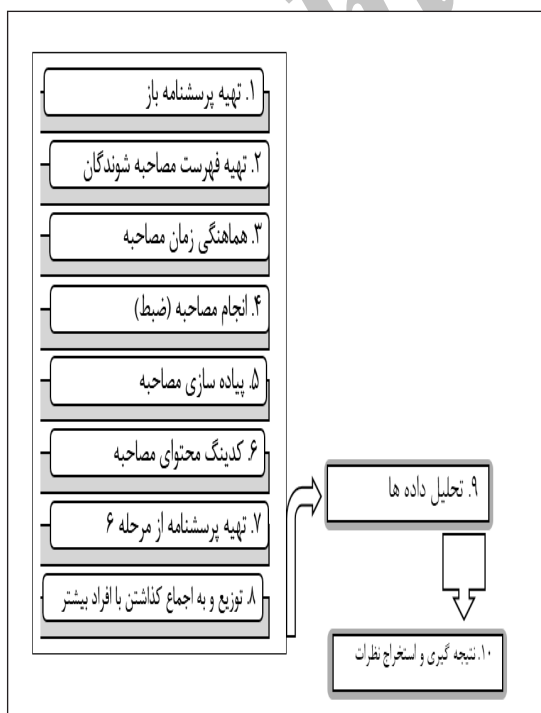 ۱. تهیه پرسشنامه باز
۲. تهیه فهرست مصاحبه شوندگان
۳. هماهنگی زمان مصاحبه
۴. انجام مصاحبه (ضبط)
۵. پیاده سازی مصاحبه
۶. کدینگ محتوای مصاحبه
۷. تهیه پرسشنامه از مرحله ۶
۸. توزیع و به اجماع کذاشتن با افراد بیشتر
۹. تحلیل داده ها
۱۰. نتیجه گیری و استخراج نظرات